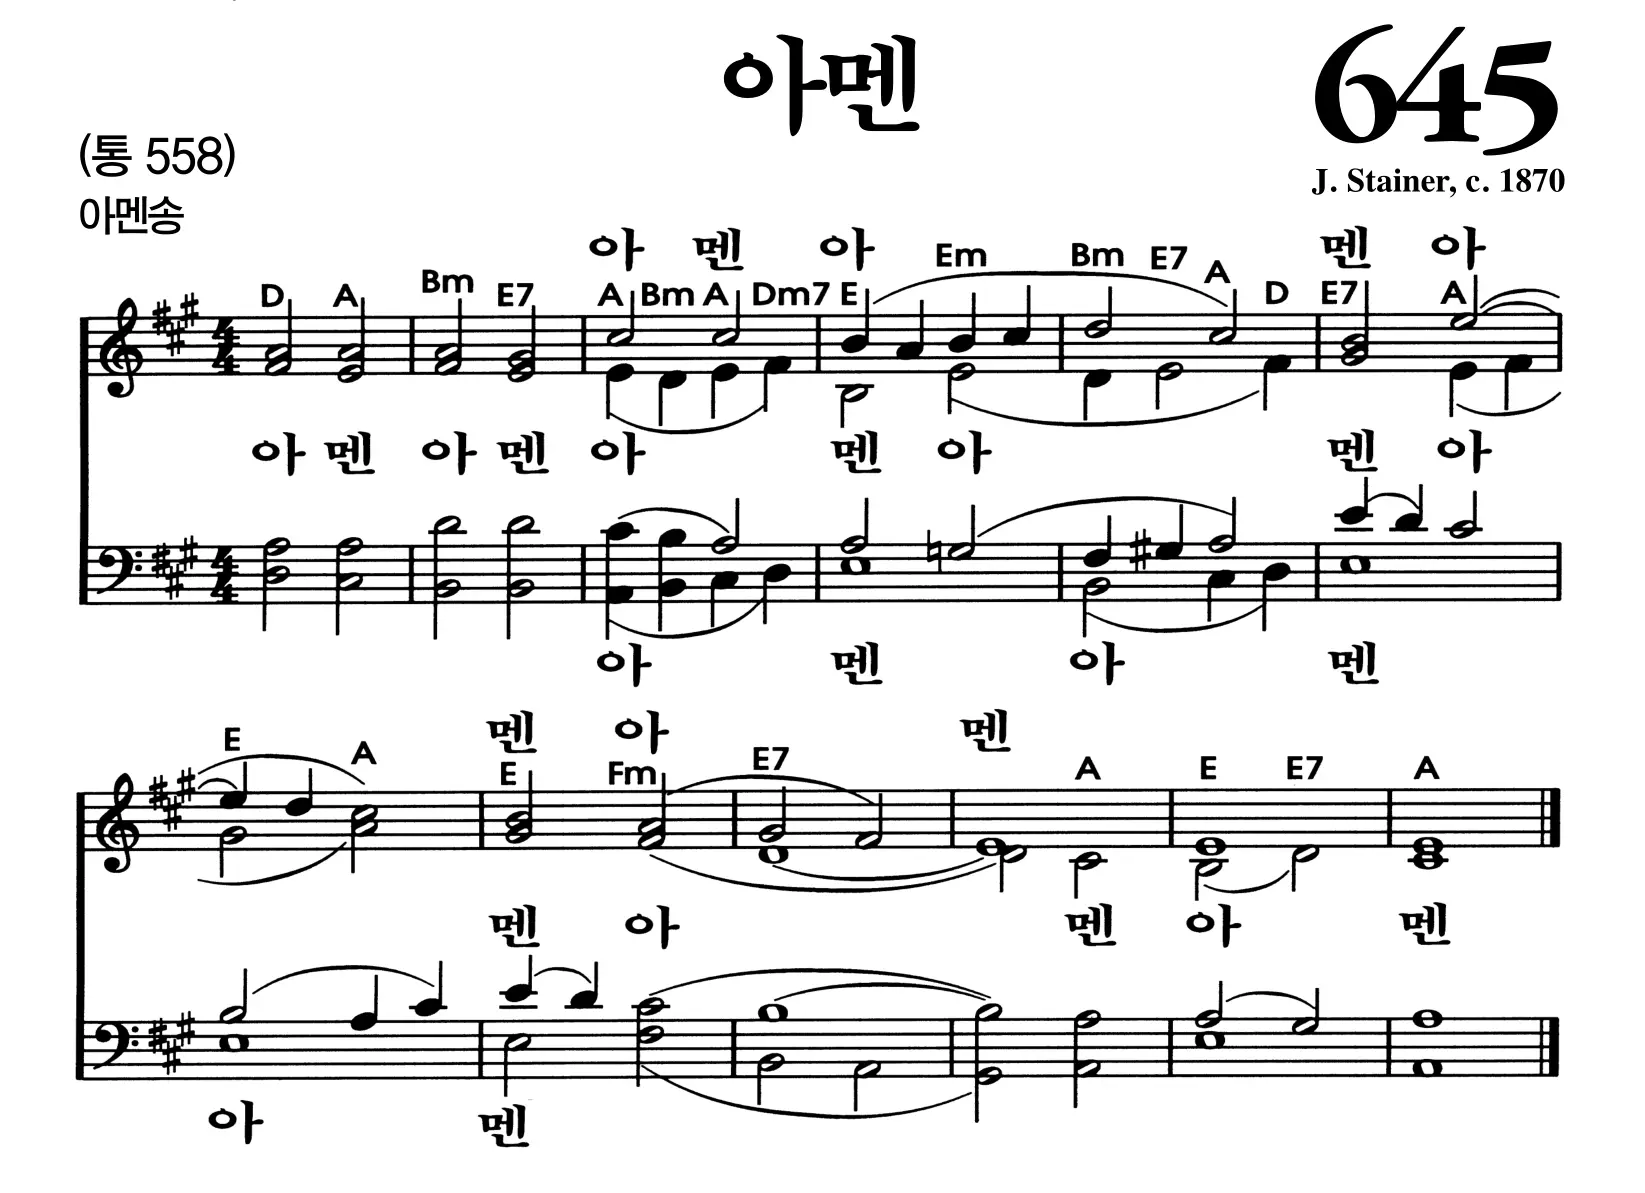 아멘
645
(통 558)
J. Stainer, c. 1870
아멘송
아 멘 아 멘 아
D A Bm E7 A Bm A Dm7 E Em Bm E7 A D E7 A
아 멘 아 멘 아 멘 아 멘 아
아 멘 아 멘
멘 아 멘
E A E Fm E7 A E E7 A
멘 아 멘 아 멘
아 멘